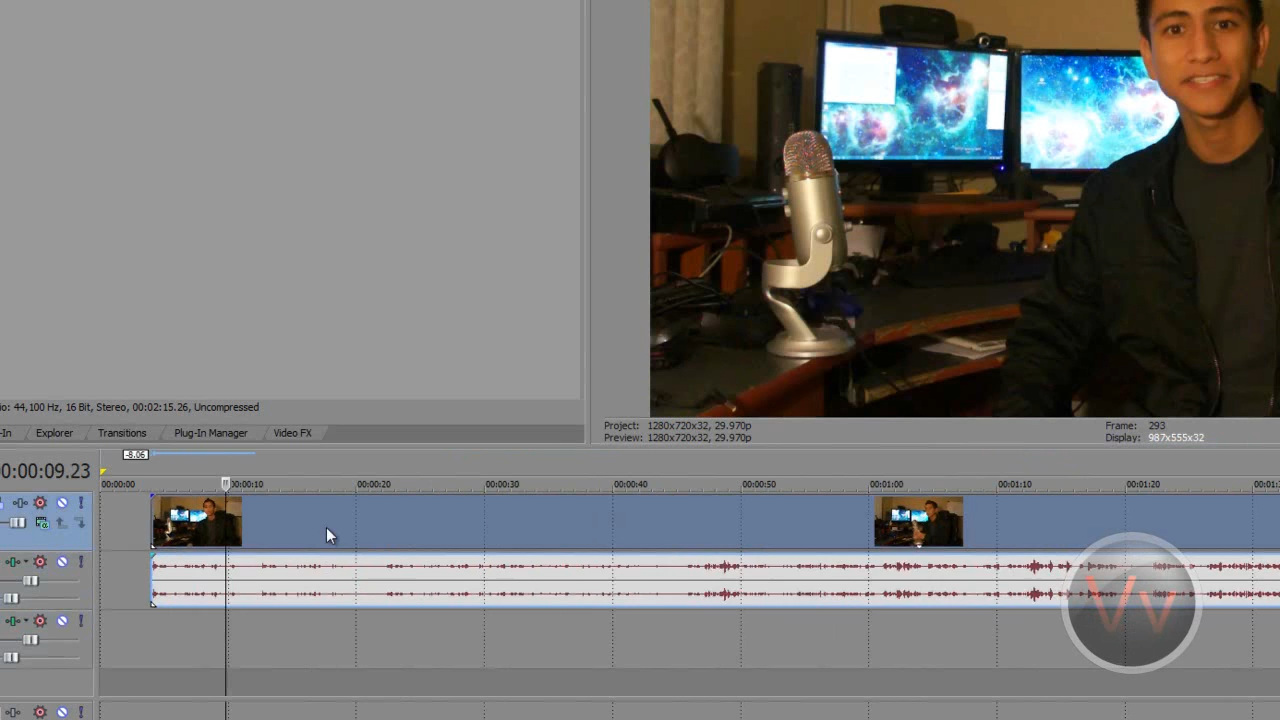 io: 44,100 Hz, 16 Bit, Stereo, 00:02:15.26, Uncompressed
-In Explorer Transitions Plug-In Manager Video FX
Project: 1280x720x32, 29.970p
Preview: 1280x720x32, 29.970p
Frame: 293
Display: 987x555x32
-8.06
0:00:09.23
00:00:00 00:00:10 00:00:20 00:00:30 00:00:40 00:00:50 00:01:00 00:01:10 00:01:20 00:01:
Vv